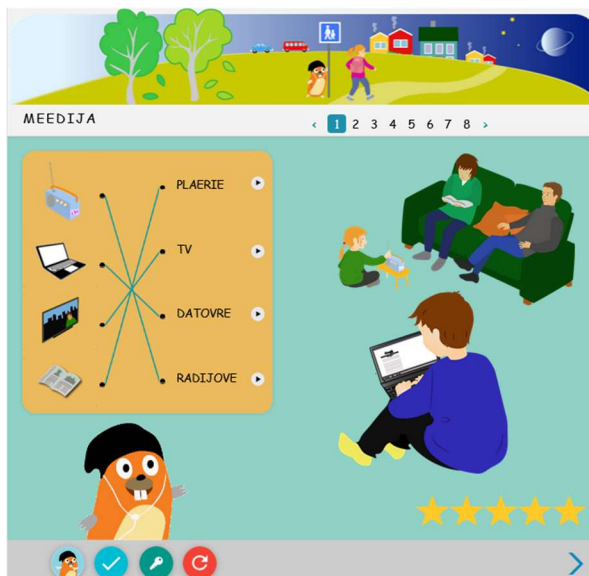 MEEDIJA
‹ 1 2 3 4 5 6 7 8 ›
PLAERIE
TV
DATOVRE
RADIJOVE